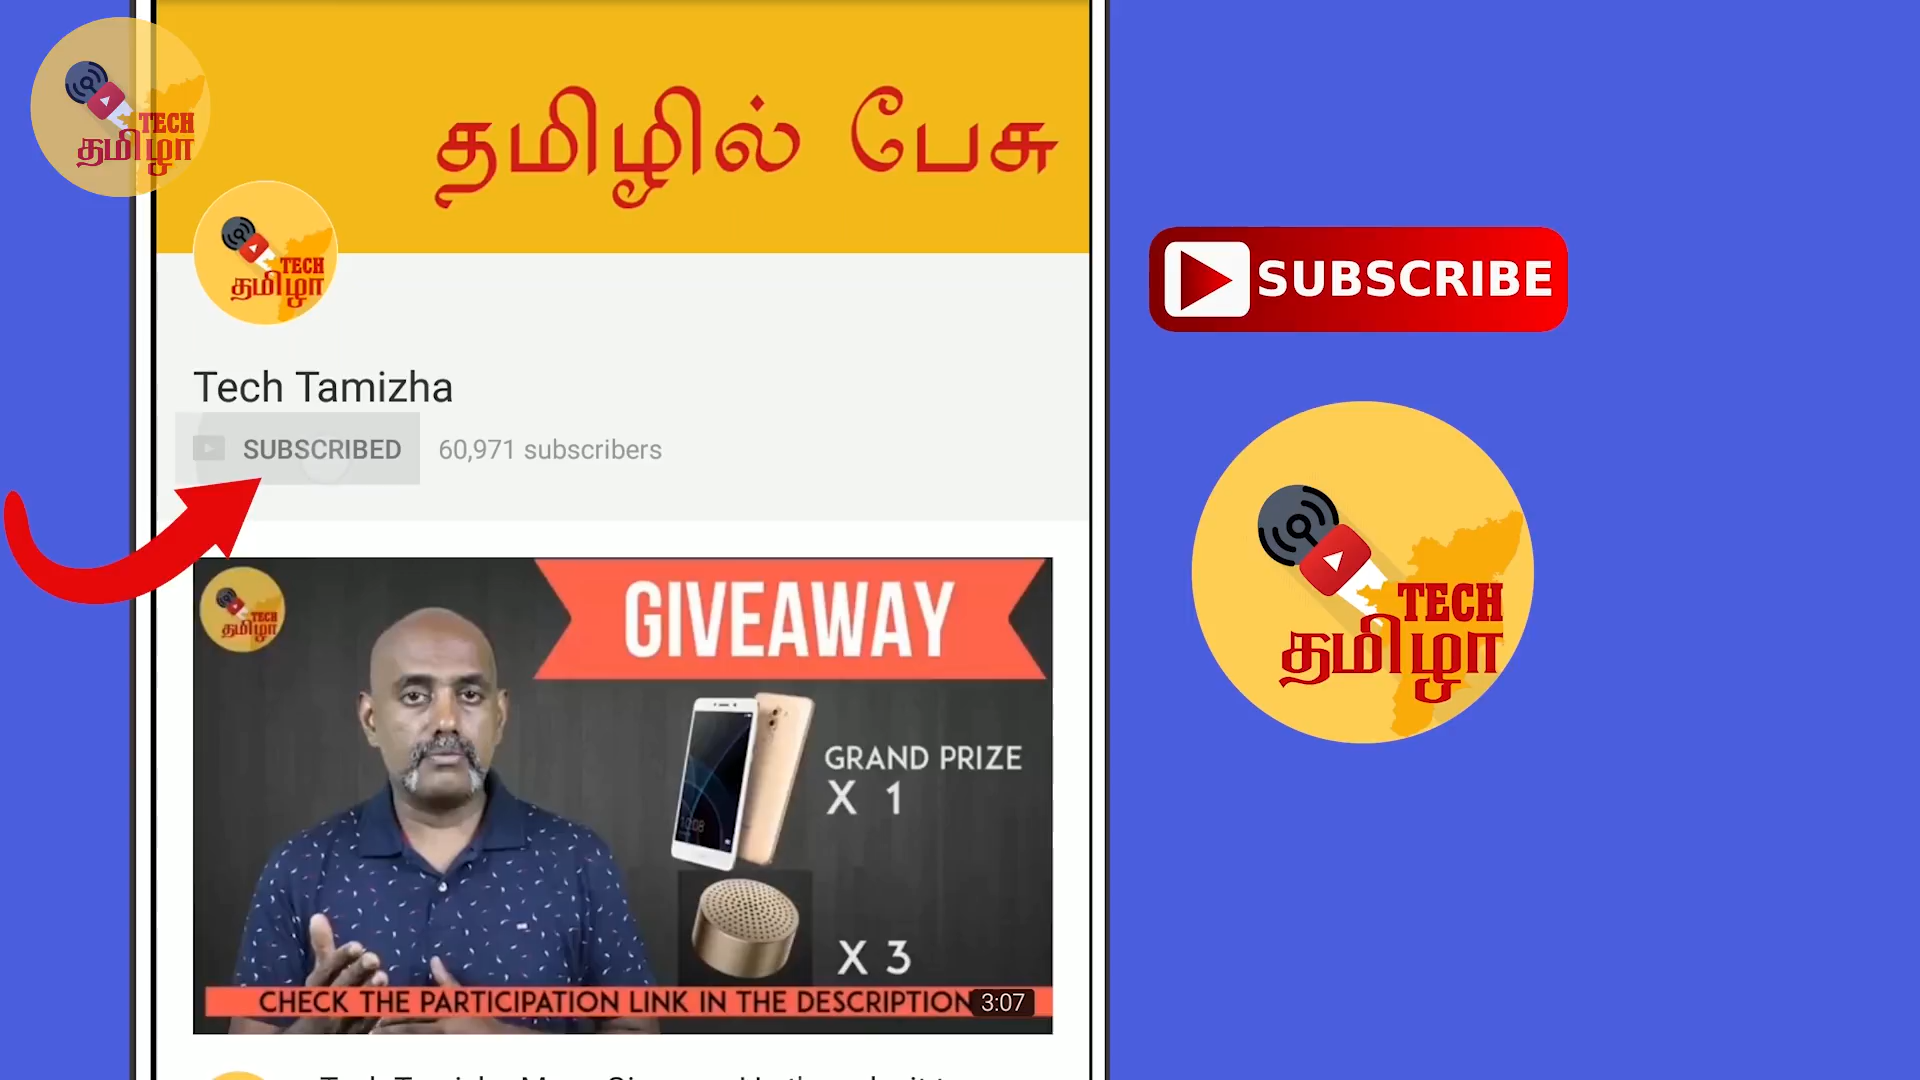 TECH
தமிழா
தமிழில் பேசு
TECH
தமிழா
Tech Tamizha
SUBSCRIBED 60,971 subscribers
SUBSCRIBE
TECH
தமிழா
TECH
தமிழா
GIVEAWAY
GRAND PRIZE
X 1
X 3
CHECK THE PARTICIPATION LINK IN THE DESCRIPTION
3:07